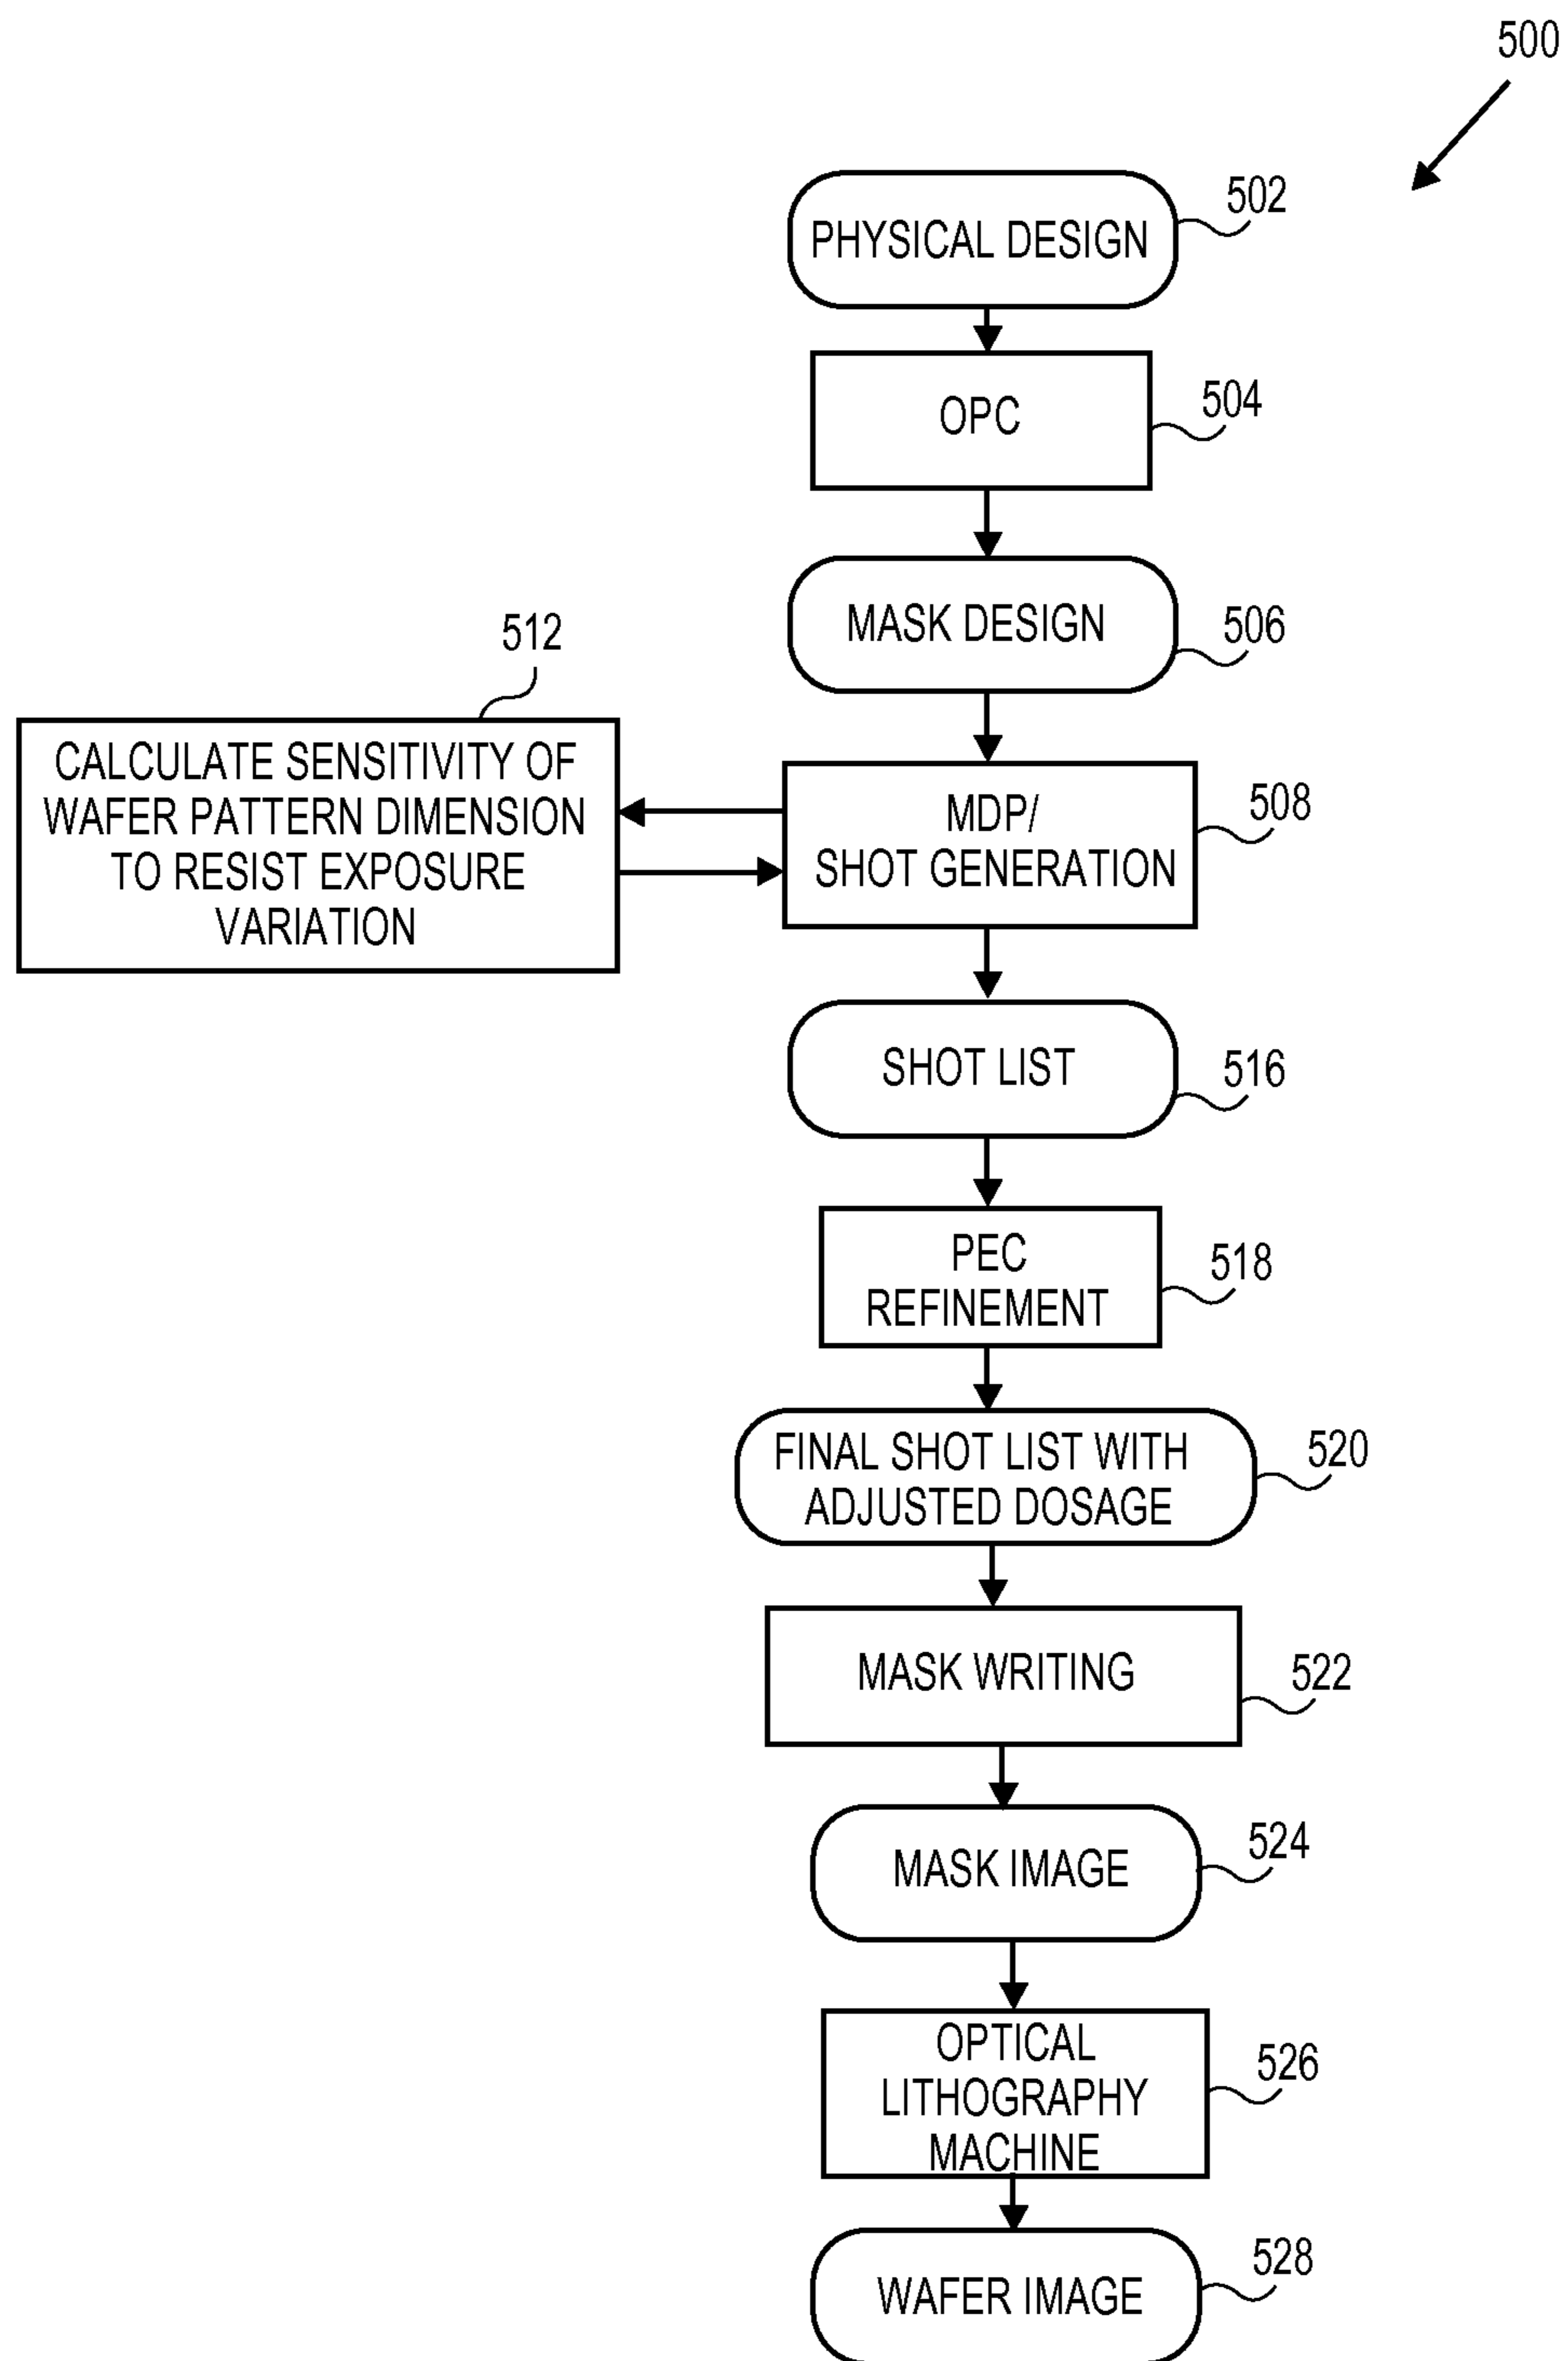 500
PHYSICAL DESIGN
502
OPC
504
MASK DESIGN
506
512
CALCULATE SENSITIVITY OF
WAFER PATTERN DIMENSION
TO RESIST EXPOSURE
VARIATION
MDP/
SHOT GENERATION
508
SHOT LIST
516
PEC
REFINEMENT
518
FINAL SHOT LIST WITH
ADJUSTED DOSAGE
520
MASK WRITING
522
MASK IMAGE
524
OPTICAL
LITHOGRAPHY
MACHINE
526
WAFER IMAGE
528